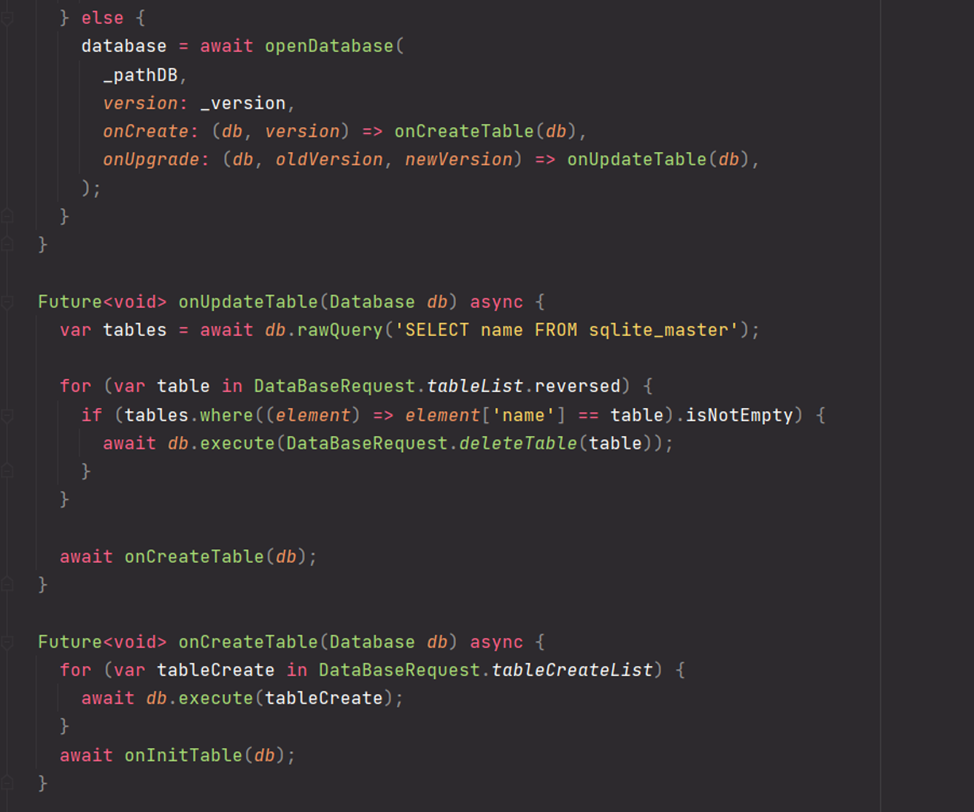 } else {
database = await openDatabase(
_pathDB,
version: _version,
onCreate: (db, version) => onCreateTable(db),
onUpgrade: (db, oldVersion, newVersion) => onUpdateTable(db),
);
}
}
Future<void> onUpdateTable(Database db) async {
var tables = await db.rawQuery('SELECT name FROM sqlite_master');
for (var table in DataBaseRequest.tableList.reversed) {
if (tables.where((element) => element['name'] == table).isNotEmpty) {
await db.execute(DataBaseRequest.deleteTable(table));
}
}
await onCreateTable(db);
}
Future<void> onCreateTable(Database db) async {
for (var tableCreate in DataBaseRequest.tableCreateList) {
await db.execute(tableCreate);
}
await onInitTable(db);
}